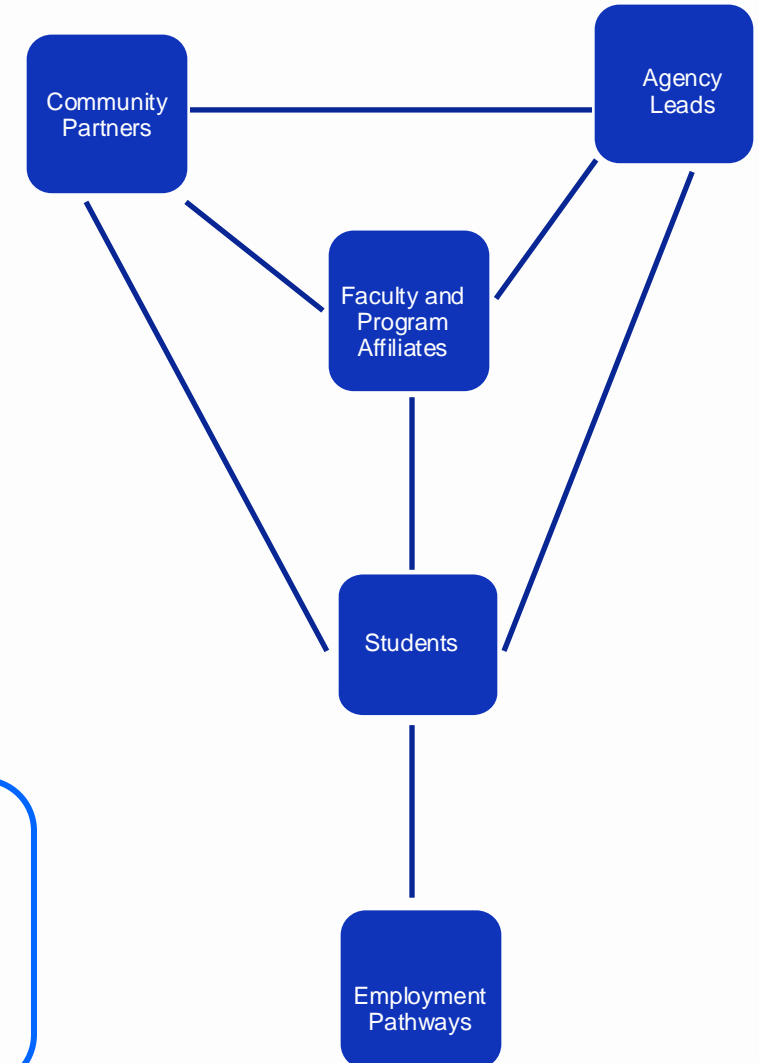 Community
Partners
Agency
Leads
Faculty and
Program
Affiliates
Students
Employment
Pathways